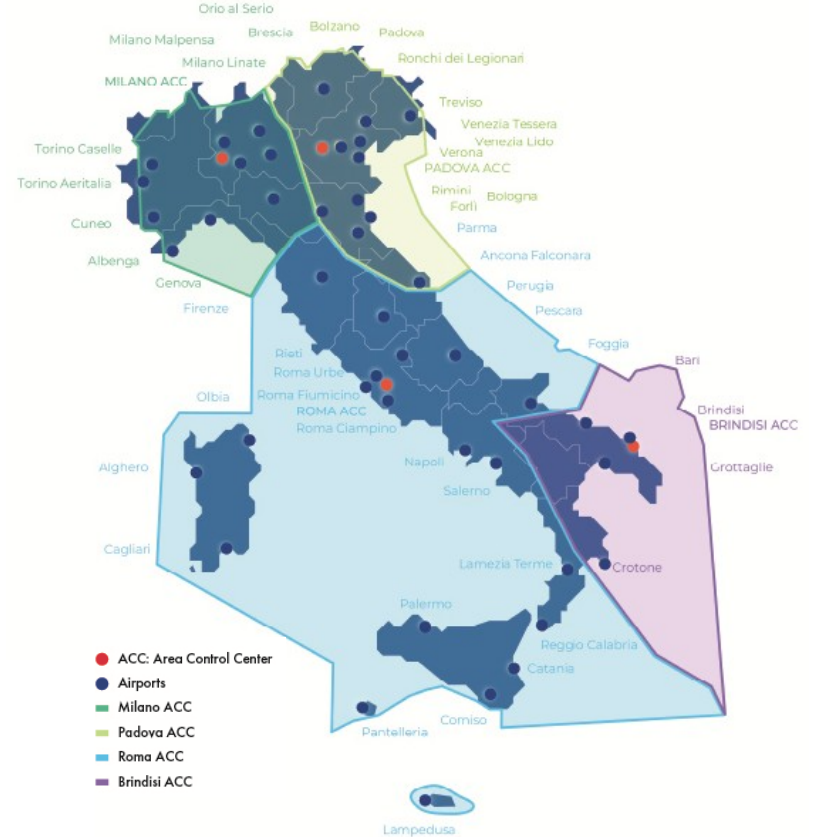 Orio al Serio
Brescia
Bolzano
Padova
Milano Malpensa
Milano Linate
Ronchi dei Legionari
MILANO ACC
Treviso
Venezia Tessera
Venezia Lido
Torino Caselle
Verona
PADOVA ACC
Torino Aeritalia
Rimini
Bologna
Forlì
Cuneo
Parma
Albenga
Ancona Falconara
Genova
Perugia
Firenze
Pescara
Foggia
Rieti
Bari
Roma Urbe
Olbia
Roma Fiumicino
ROMA ACC
Roma Ciampino
Brindisi
BRINDISI ACC
Alghero
Napoli
Grottaglie
Salerno
Cagliari
Lamezia Terme
Crotone
Palermo
Reggio Calabria
Catania
Comiso
Pantelleria
Lampedusa
ACC: Area Control Center
Airports
Milano ACC
Padova ACC
Roma ACC
Brindisi ACC